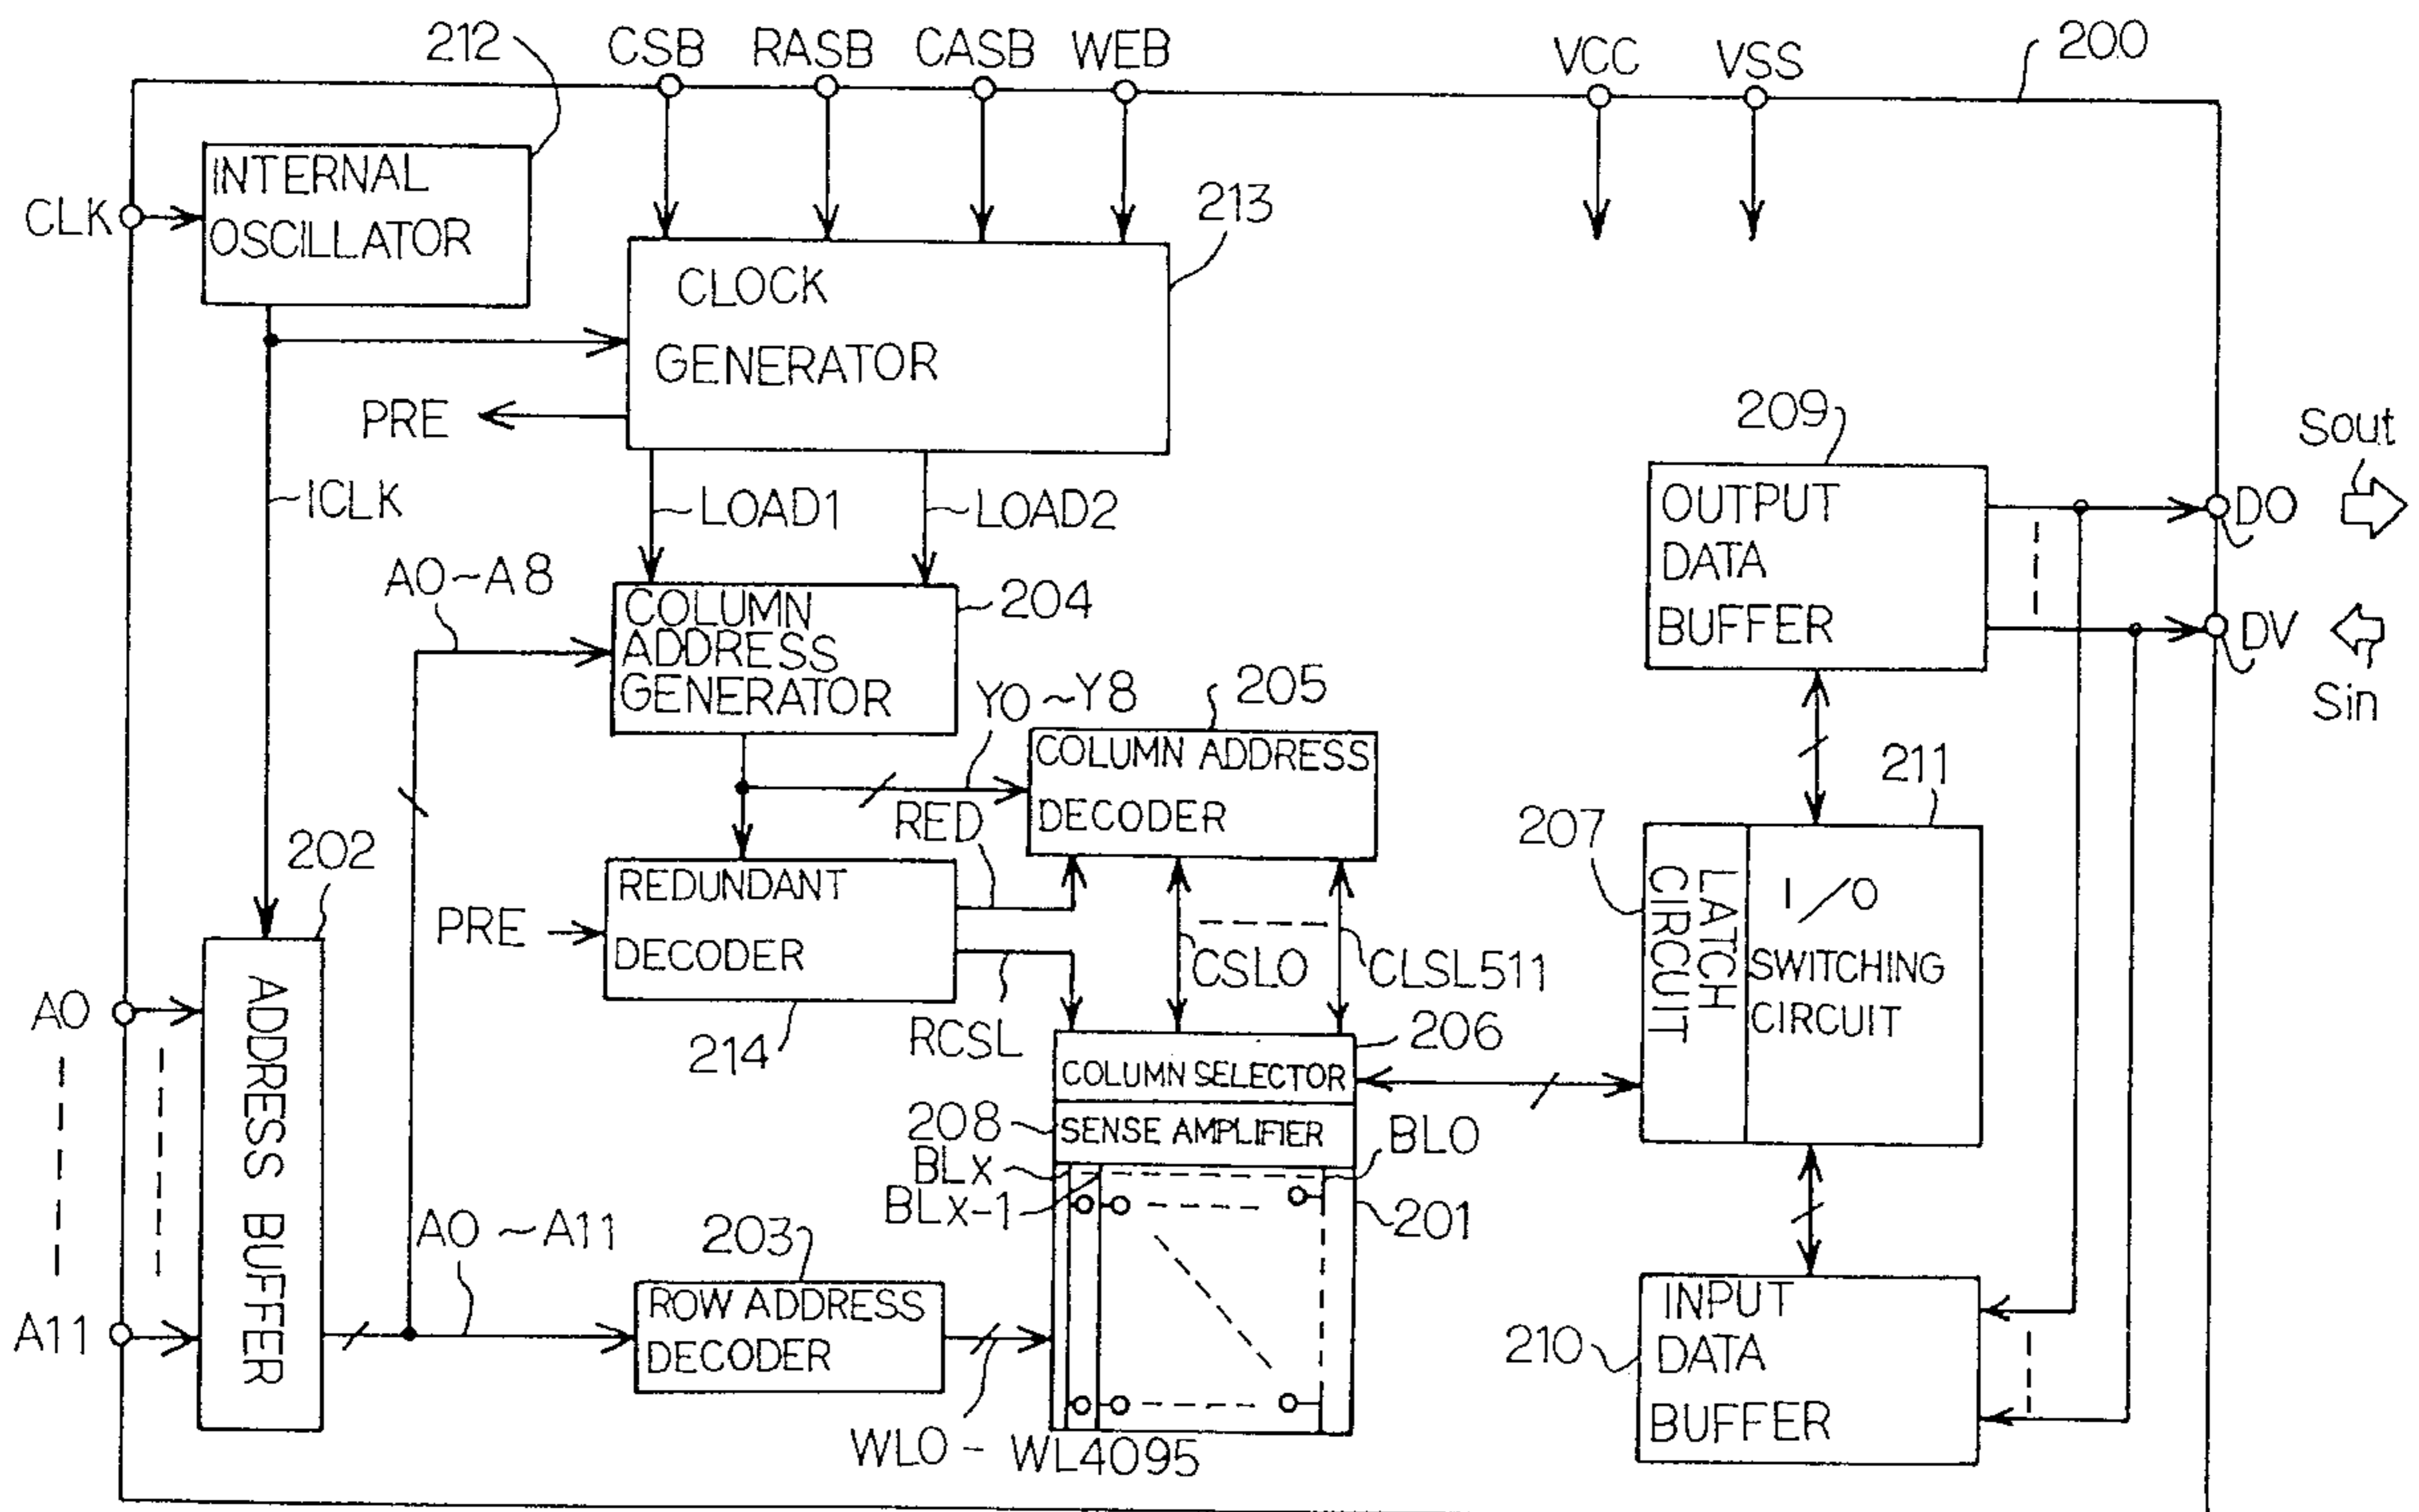 212
CSB
RASB
CASB
WEB
VCC
VSS
200
INTERNAL
OSCILLATOR
CLK
213
CLOCK
GENERATOR
PRE
ICLK
LOAD1
LOAD2
209
Sout
OUTPUT
DATA
BUFFER
DO
DV
Sin
A0~A8
COLUMN
ADDRESS
GENERATOR
204
Y0~Y8
205
COLUMN ADDRESS
DECODER
RED
211
207
LATCH
CIRCUIT
I/O
SWITCHING
CIRCUIT
202
REDUNDANT
DECODER
PRE
214
RCSL
CSL0
CLSL511
206
COLUMN SELECTOR
208
SENSE AMPLIFIER
BLX
BLX-1
BL0
201
A0
A11
ADDRESS BUFFER
A0~A11
203
ROW ADDRESS
DECODER
WL0-WL4095
210
INPUT
DATA
BUFFER